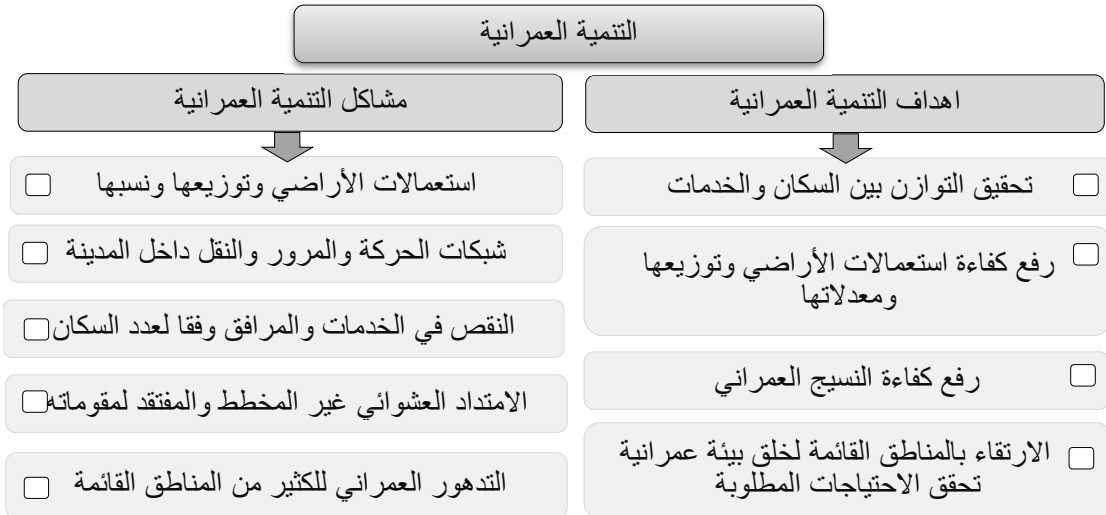 التنمية العمرانية
اهداف التنمية العمرانية
تحقيق التوازن بين السكان والخدمات
رفع كفاءة استعمالات الأراضي وتوزيعها
ومعدلاتها
رفع كفاءة النسيج العمراني
الارتقاء بالمناطق القائمة لخلق بيئة عمرانية
تحقق الاحتياجات المطلوبة
مشاكل التنمية العمرانية
استعمالات الأراضي وتوزيعها ونسبها
شبكات الحركة والمرور والنقل داخل المدينة
النقص في الخدمات والمرافق وفقا لعدد السكان
الامتداد العشوائي غير المخطط والمفتقد لمقوماته
التدهور العمراني للكثير من المناطق القائمة